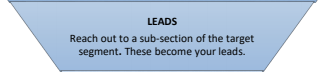 LEADS
Reach out to a sub-section of the target
segment. These become your leads.